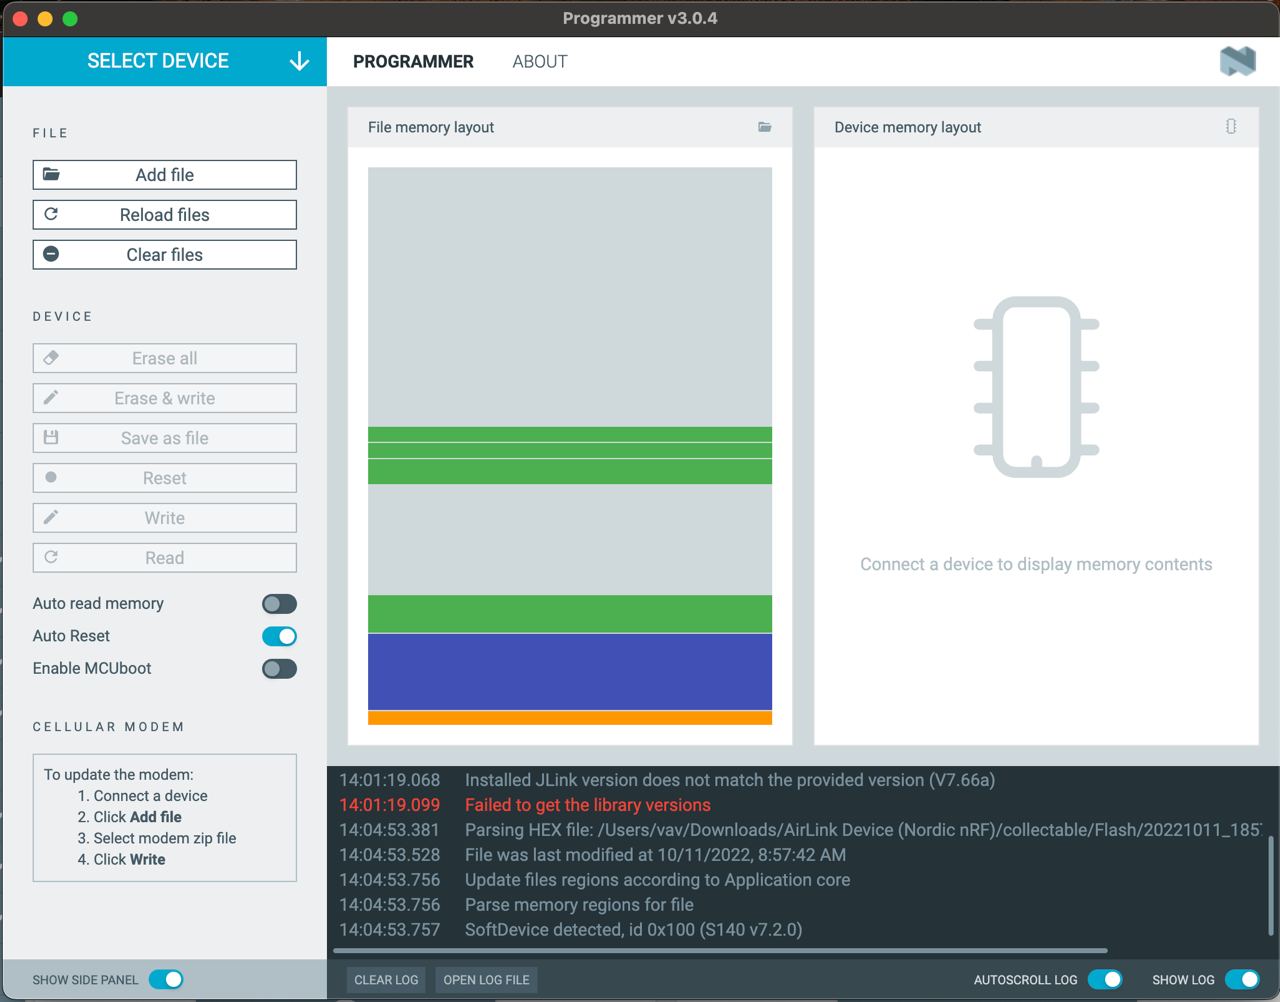 Programmer v3.0.4
SELECT DEVICE
PROGRAMMER
ABOUT
FILE
Add file
Reload files
Clear files
DEVICE
Erase all
Erase & write
Save as file
Reset
Write
Read
Auto read memory
Auto Reset
Enable MCUboot
CELLULAR MODEM
To update the modem:
1. Connect a device
2. Click Add file
3. Select modem zip file
4. Click Write
SHOW SIDE PANEL
File memory layout
Device memory layout
Connect a device to display memory contents
14:01:19.068 Installed JLink version does not match the provided version (V7.66a)
14:01:19.099 Failed to get the library versions
14:04:53.381 Parsing HEX file: /Users/vav/Downloads/AirLink Device (Nordic nRF)/collectable/Flash/20221011_185
14:04:53.528 File was last modified at 10/11/2022, 8:57:42 AM
14:04:53.756 Update files regions according to Application core
14:04:53.756 Parse memory regions for file
14:04:53.757 SoftDevice detected, id 0x100 (S140 v7.2.0)
CLEAR LOG
OPEN LOG FILE
AUTOSCROLL LOG
SHOW LOG